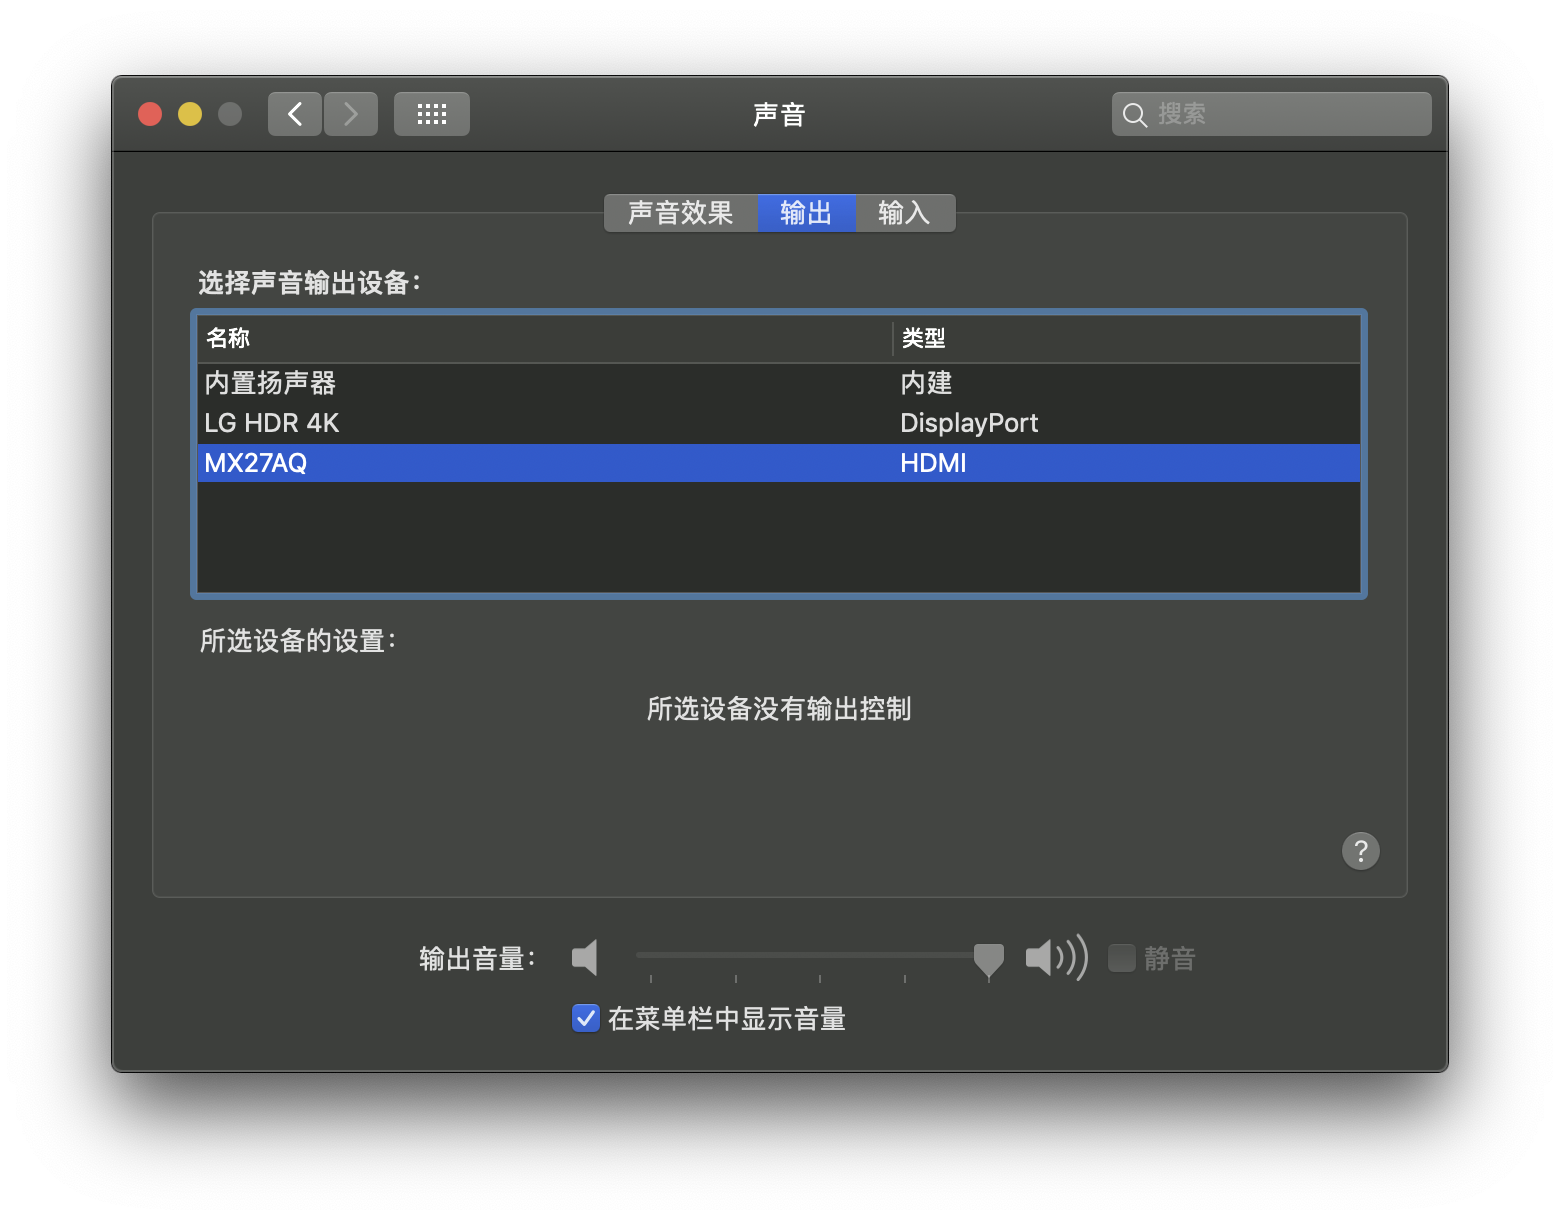 声音
搜索
声音效果 输出 输入
选择声音输出设备：
名称 类型
内置扬声器 内建
LG HDR 4K DisplayPort
MX27AQ HDMI
所选设备的设置：
所选设备没有输出控制
?
输出音量： 静音
在菜单栏中显示音量